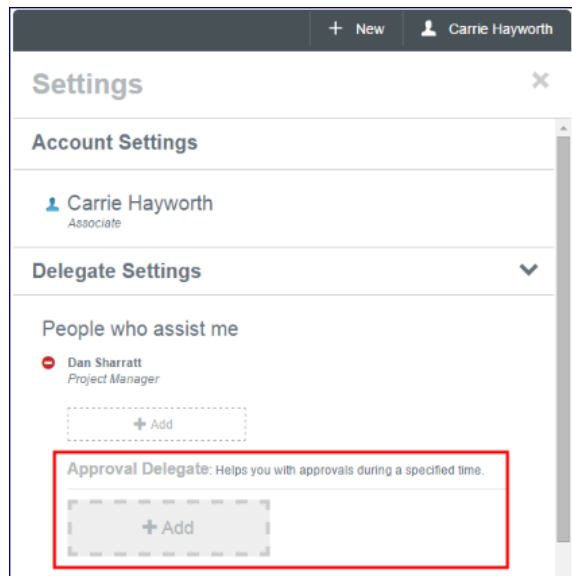 + New Carrie Hayworth
Settings
Account Settings
Carrie Hayworth
Associate
Delegate Settings
People who assist me
Dan Sharratt
Project Manager
+ Add
Approval Delegate: Helps you with approvals during a specified time.
+ Add